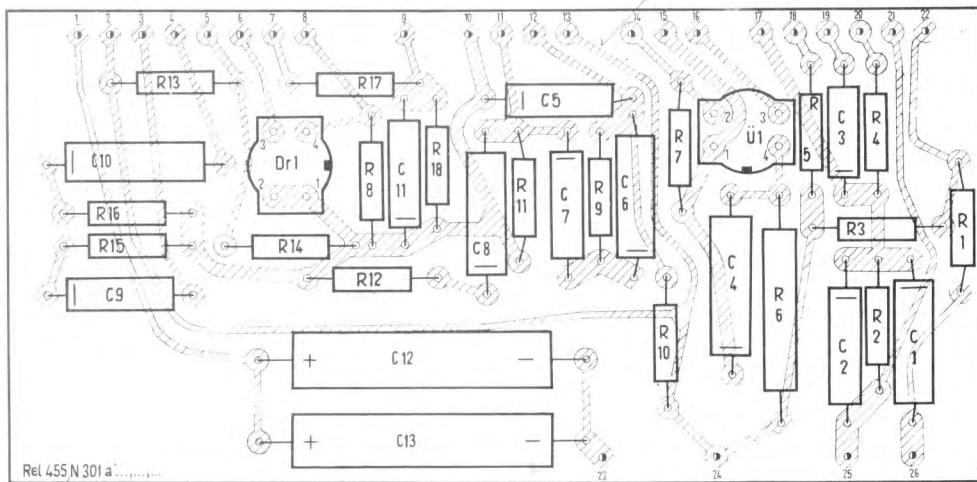 1 2 3 4 5 6 7 8 9 10 11 12 13 14 15 16 17 18 19 20 21 22
R13 R17 C5
R7 2 3 Ü1 1 4 R5 C3 R4
3 4 Dr1 2 1
R8 C11 R18
C10
C8 R11 C7 R9 C6
R16
R15 R14 R3 R1
R12
C9
C4 R6
R10 C2 R2 C1
+ C12 −
+ C13 −
Rel 455 N 301 a
23 24 25 26